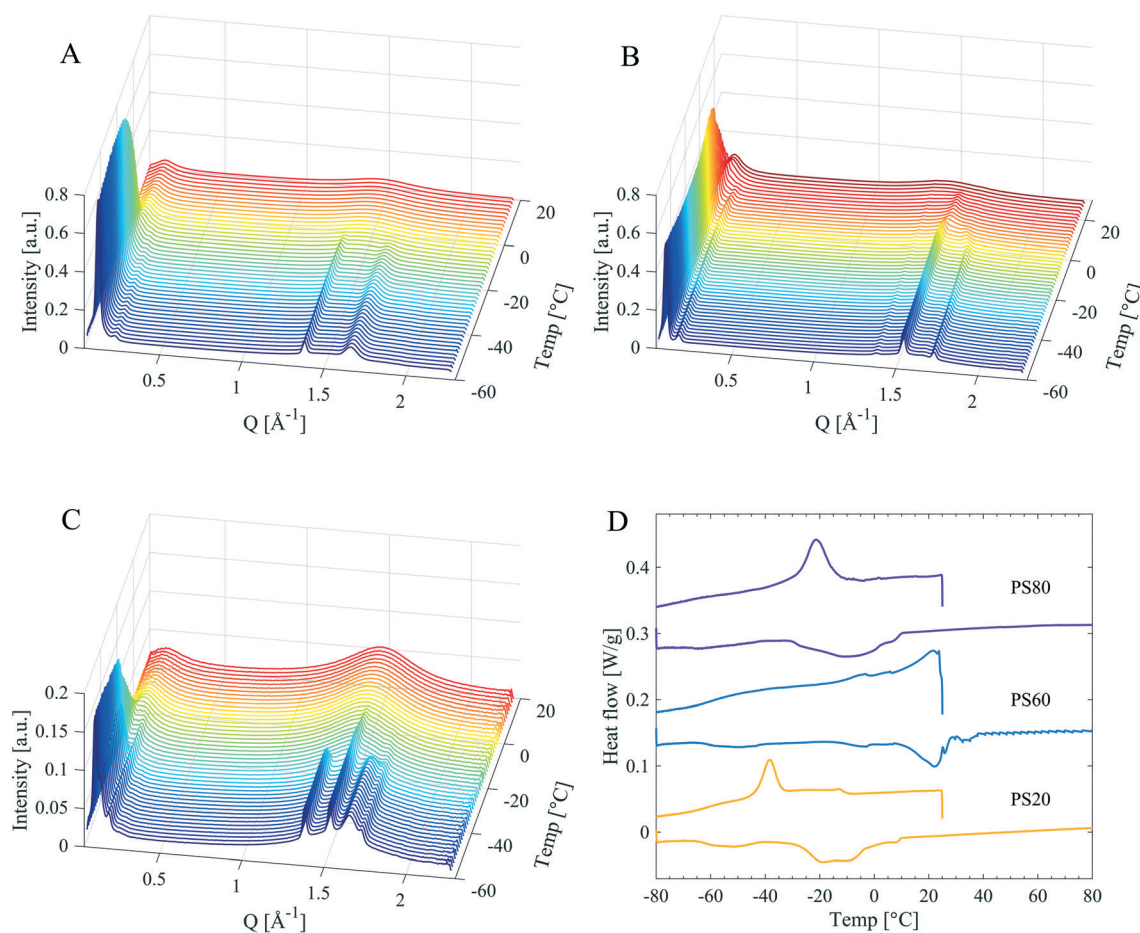 A
0.8
0.6
0.4
0.2
0
Intensity [a.u.]
0.5
1
1.5
2
Q [Å-1]
20
0
-20
-40
-60
Temp [°C]
B
0.8
0.6
0.4
0.2
0
Intensity [a.u.]
0.5
1
1.5
2
Q [Å-1]
20
0
-20
-40
-60
Temp [°C]
C
0.2
0.15
0.1
0.05
0
Intensity [a.u.]
0.5
1
1.5
2
Q [Å-1]
20
0
-20
-40
-60
Temp [°C]
D
0.4
0.3
0.2
0.1
0
Heat flow [W/g]
PS80
PS60
PS20
-80 -60 -40 -20 0 20 40 60 80
Temp [°C]